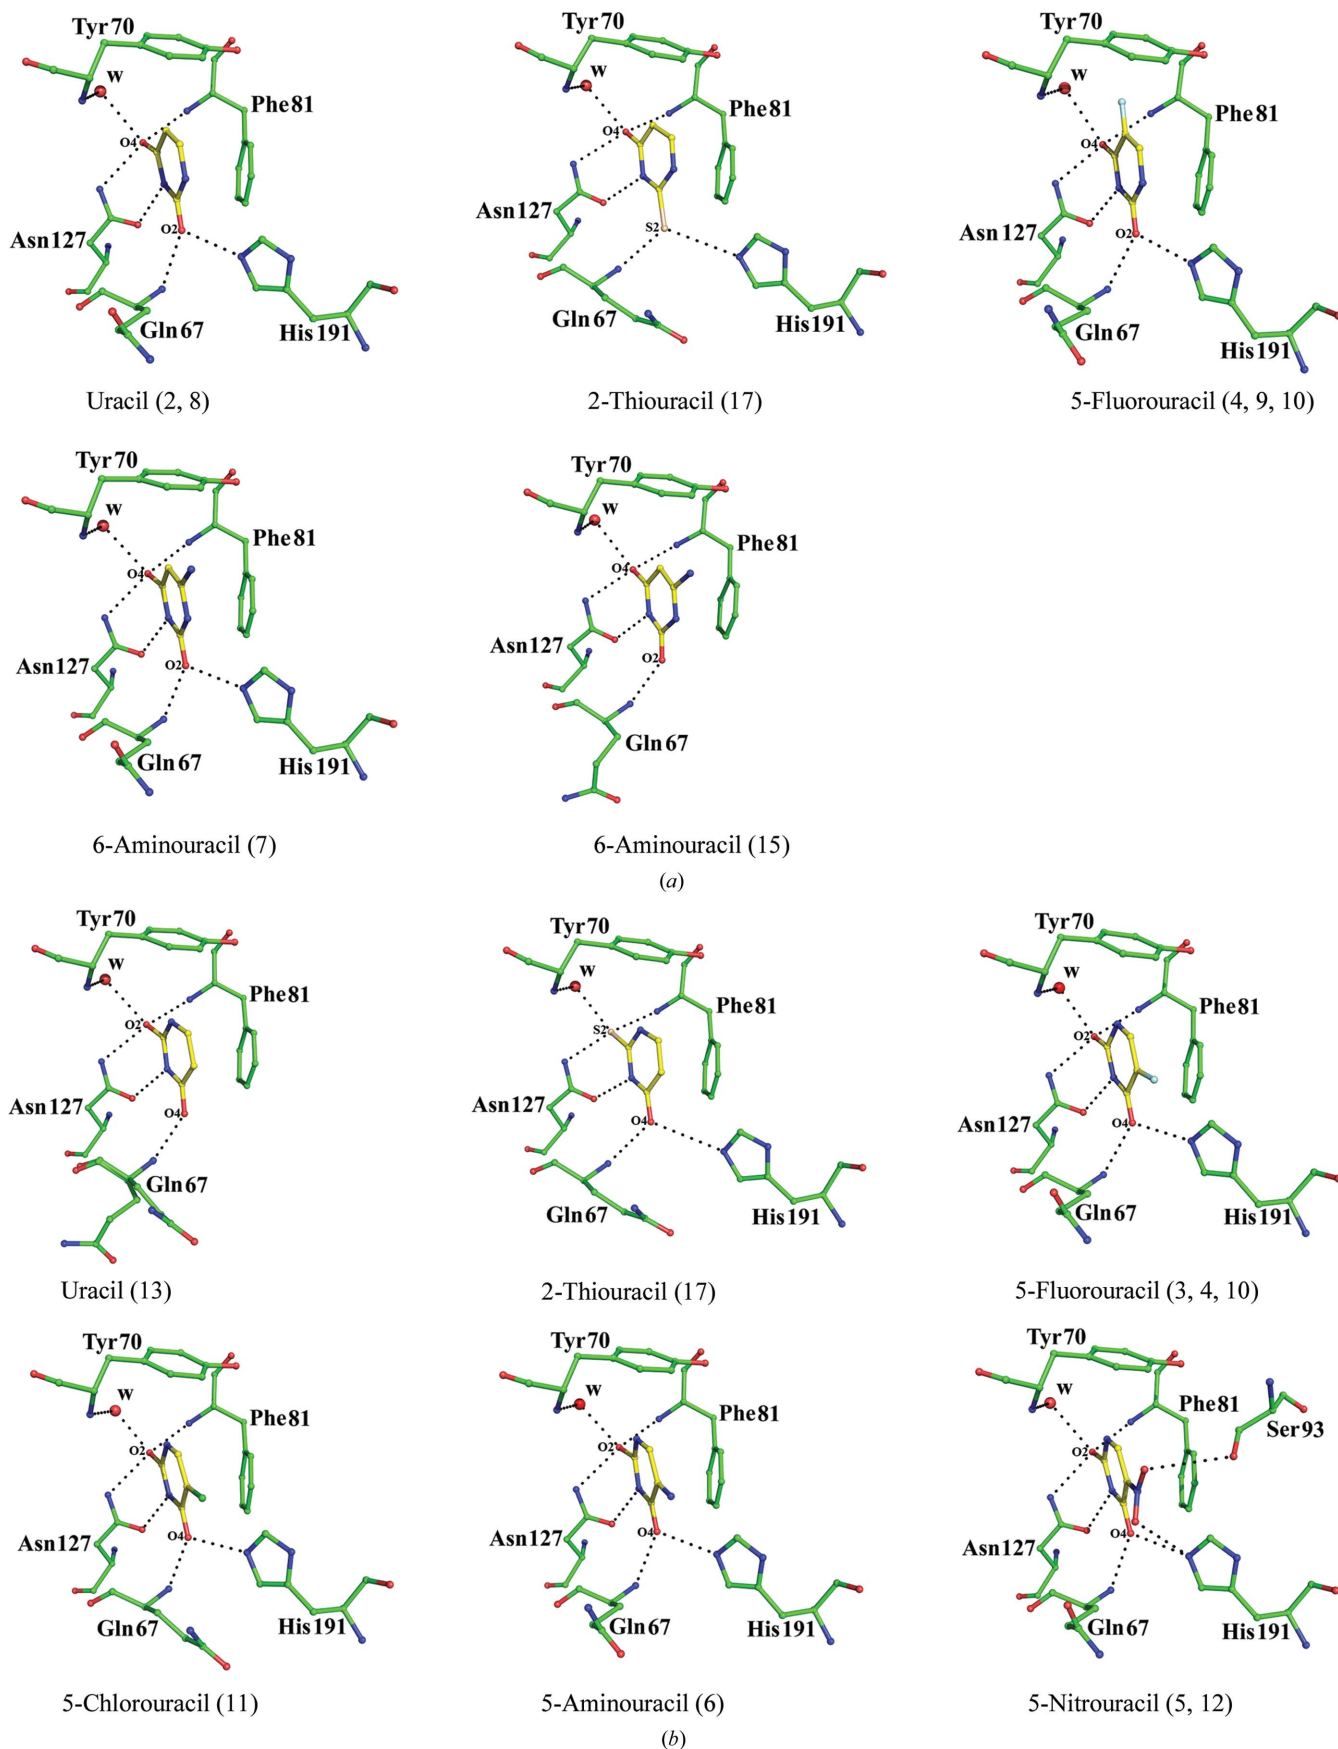 Tyr70
w
Phe81
O4
Asn127
O2
Gln67
His191
Uracil (2, 8)
Tyr70
w
Phe81
O4
Asn127
S2
Gln67
His191
2-Thiouracil (17)
Tyr70
w
Phe81
O4
Asn127
O2
Gln67
His191
5-Fluorouracil (4, 9, 10)
Tyr70
w
Phe81
O4
Asn127
O2
Gln67
His191
6-Aminouracil (7)
Tyr70
w
Phe81
O4
Asn127
O2
Gln67
6-Aminouracil (15)
(a)
Tyr70
w
Phe81
O2
Asn127
O4
Gln67
Uracil (13)
Tyr70
w
Phe81
S2
Asn127
O4
Gln67
His191
2-Thiouracil (17)
Tyr70
w
Phe81
O2
Asn127
O4
Gln67
His191
5-Fluorouracil (3, 4, 10)
Tyr70
w
Phe81
O2
Asn127
O4
Gln67
His191
5-Chlorouracil (11)
Tyr70
w
Phe81
O2
Asn127
O4
Gln67
His191
5-Aminouracil (6)
Tyr70
w
Phe81
Ser93
O2
Asn127
O4
Gln67
His191
5-Nitrouracil (5, 12)
(b)